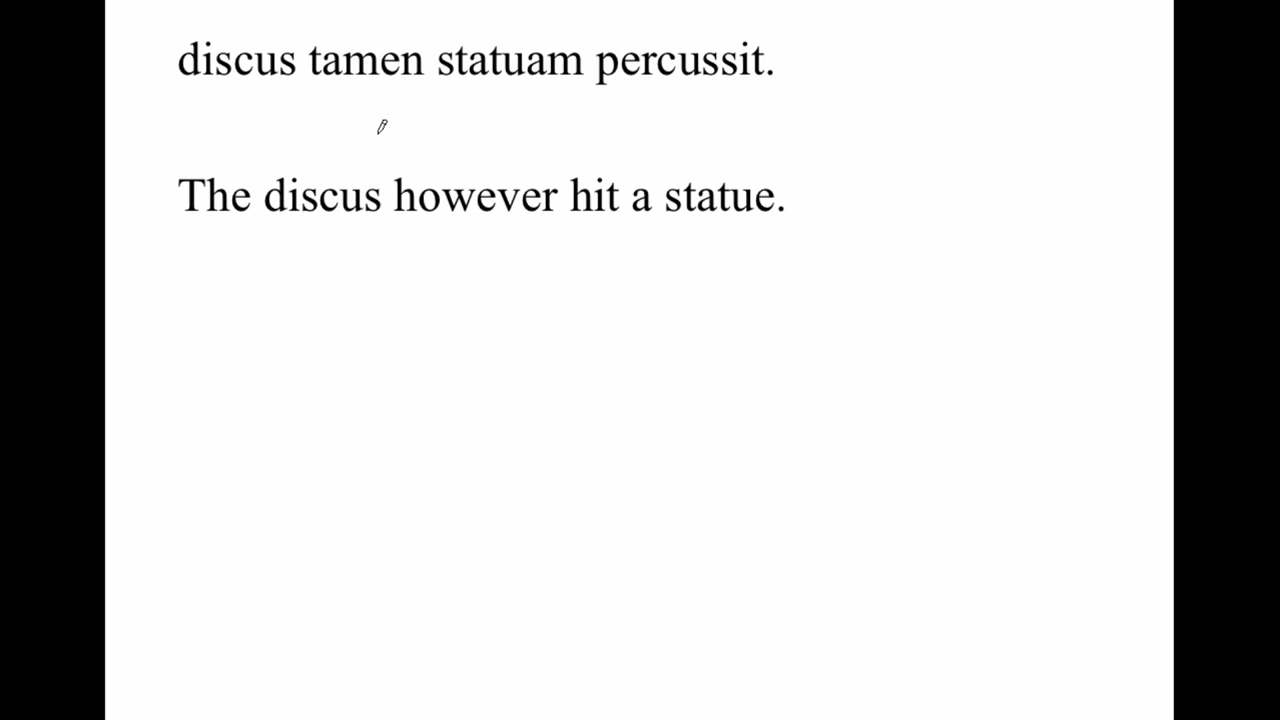 discus tamen statuam percussit.
The discus however hit a statue.